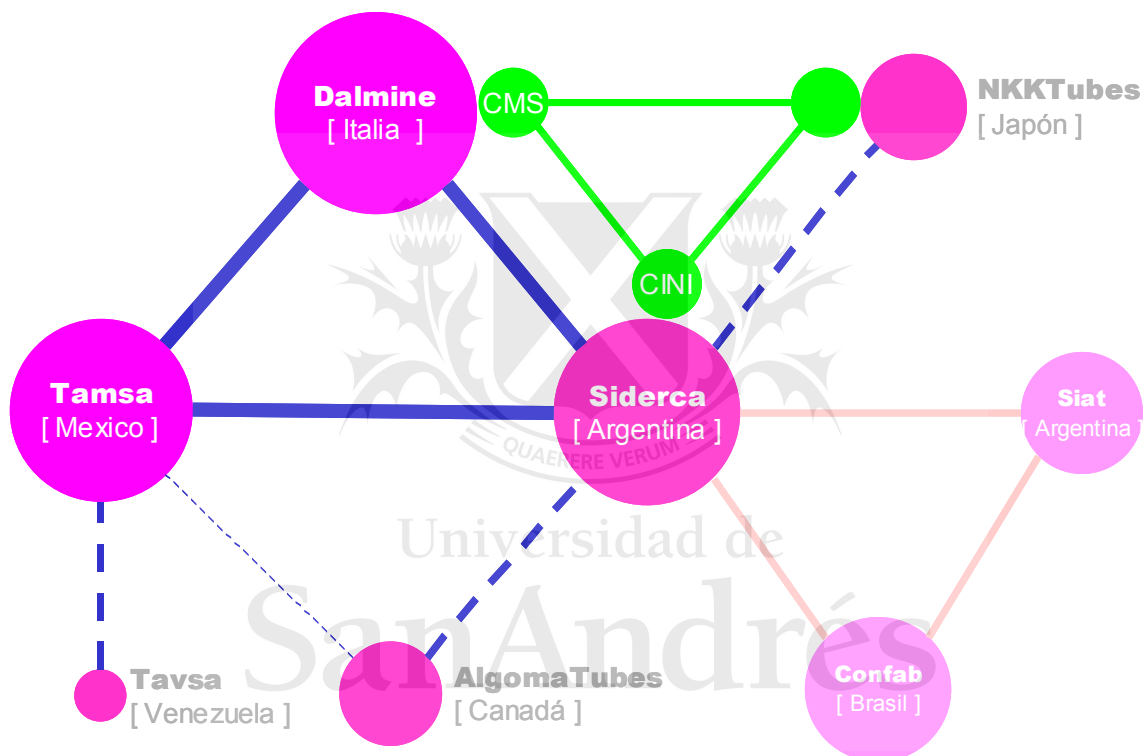 Dalmine
[ Italia ]
CMS
NKKTubes
[ Japón ]
CINI
Tamsa
[ Mexico ]
Siderca
[ Argentina ]
Siat
[ Argentina ]
QUAERERE VERUM
Universidad de
SanAndrés
Tavsa
[ Venezuela ]
AlgomaTubes
[ Canadá ]
Confab
[ Brasil ]